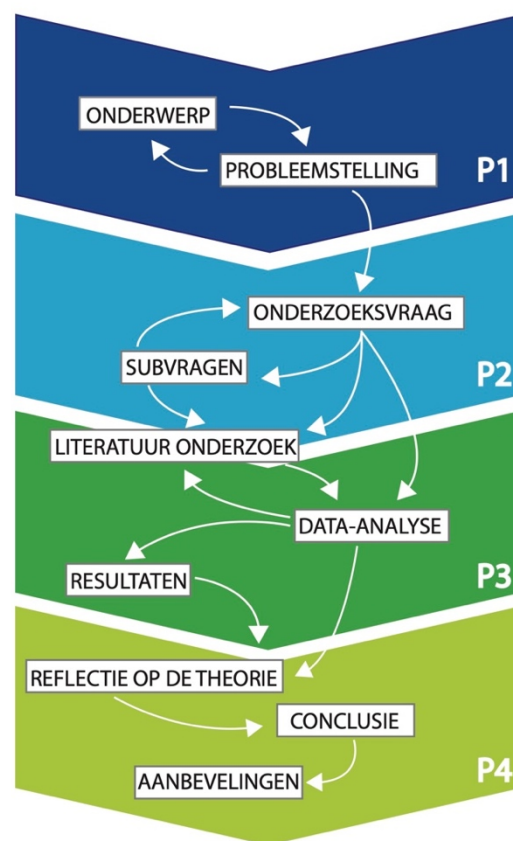 ONDERWERP
PROBLEEMSTELLING
P1
ONDERZOEKSVRAAG
SUBVRAGEN
P2
LITERATUUR ONDERZOEK
DATA-ANALYSE
RESULTATEN
P3
REFLECTIE OP DE THEORIE
CONCLUSIE
AANBEVELINGEN
P4